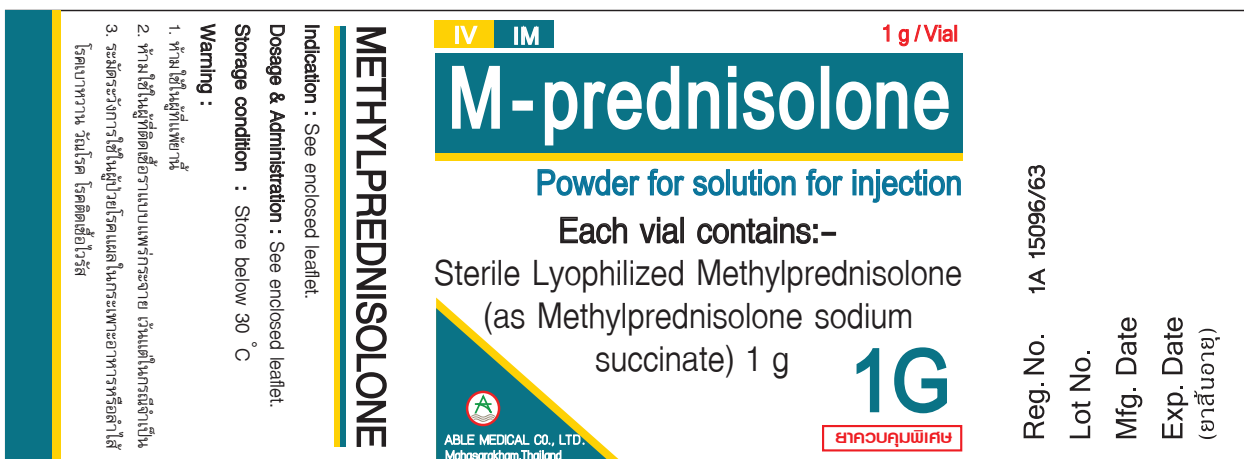 METHYLPREDNISOLONE
Indication : See enclosed leaflet.
Dosage & Administration : See enclosed leaflet.
Storage condition : Store below 30 °C
Warning :
1. ห้ามใช้ในผู้ที่แพ้ยานี้
2. ห้ามใช้ในผู้ที่ติดเชื้อราแบบแพร่กระจาย เว้นแต่ในกรณีจำเป็น
3. ระมัดระวังการใช้ในผู้ป่วยโรคแผลในกระเพาะอาหารหรือลำไส้
โรคเบาหวาน วัณโรค โรคติดเชื้อไวรัส
IV IM 1 g/Vial
M-prednisolone
Powder for solution for injection
Each vial contains:-
Sterile Lyophilized Methylprednisolone
(as Methylprednisolone sodium
succinate) 1 g
1G
ABLE MEDICAL CO., LTD.
Mahasarakham,Thailand
ยาควบคุมพิเศษ
Reg. No. 1A 15096/63
Lot No.
Mfg. Date
Exp. Date
(ยาสิ้นอายุ)